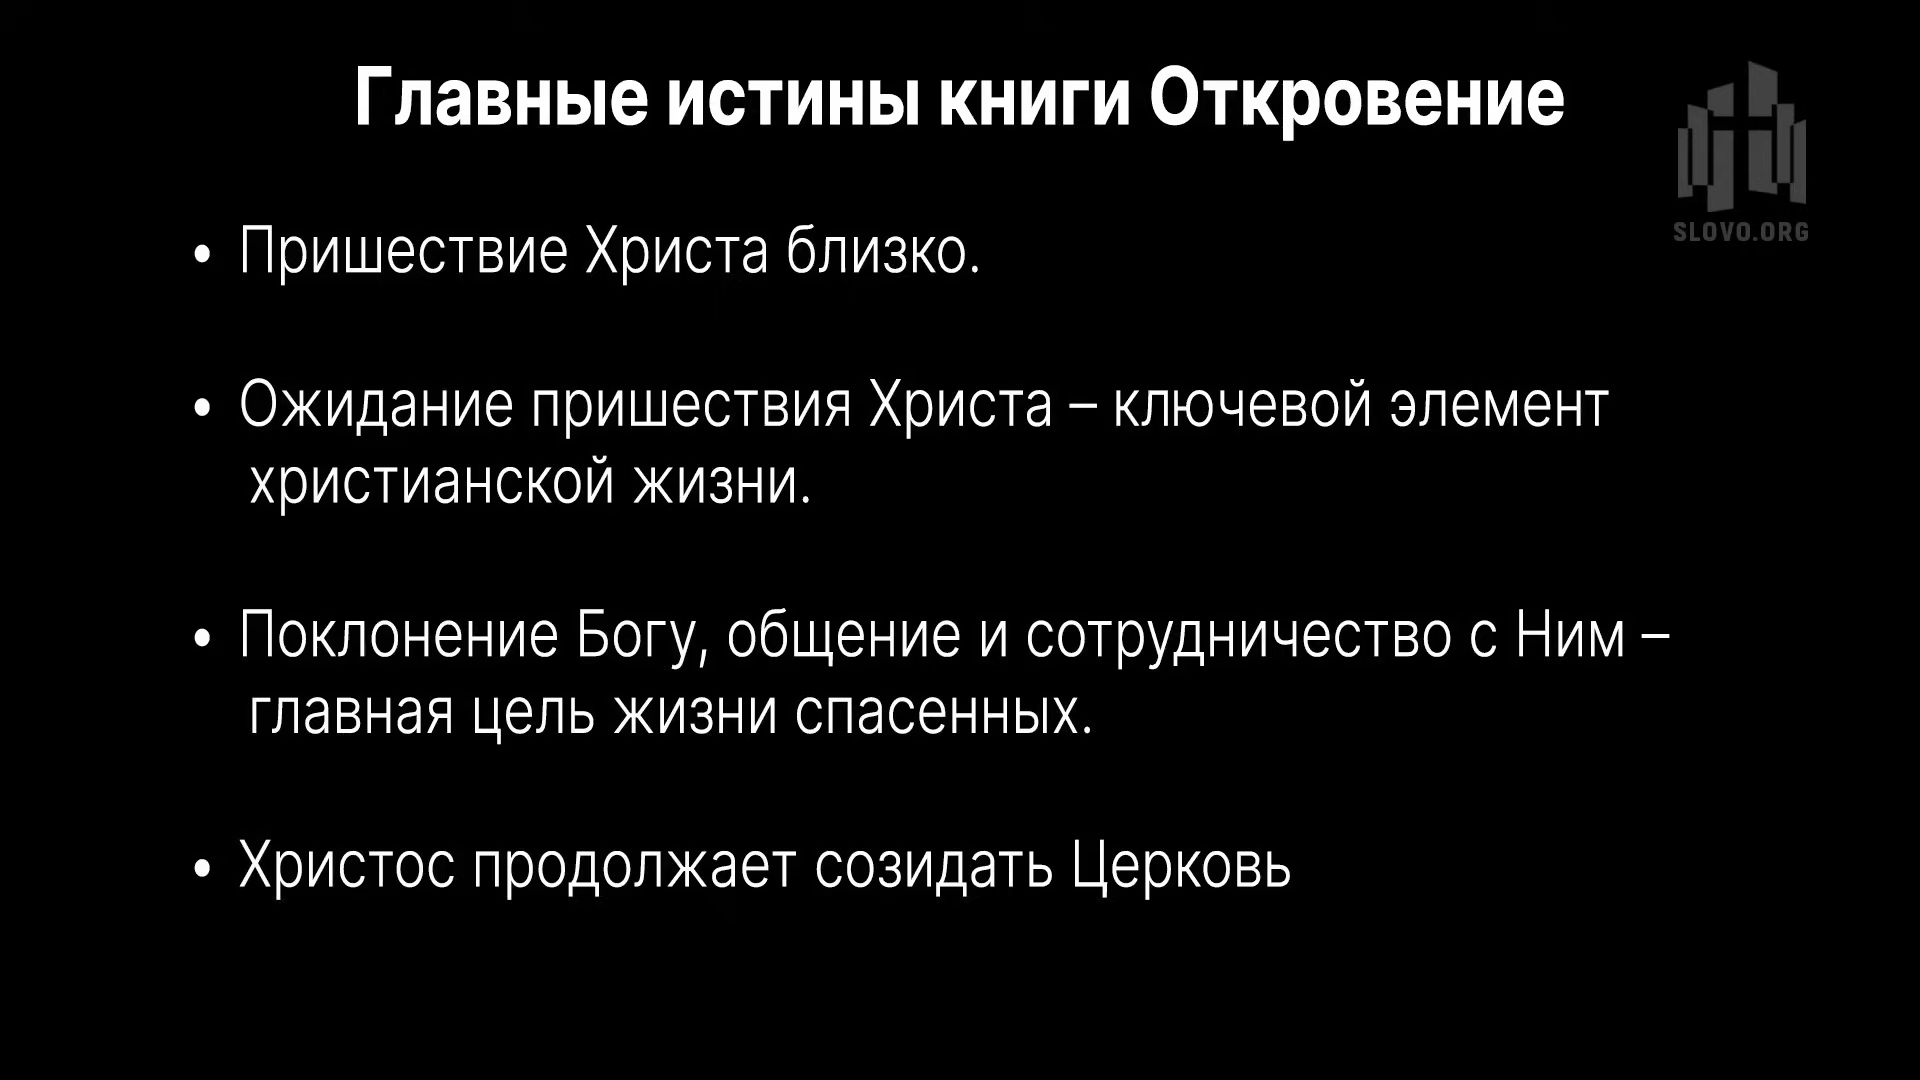 Главные истины книги Откровение
SLOVO.ORG
• Пришествие Христа близко.
• Ожидание пришествия Христа – ключевой элемент
христианской жизни.
• Поклонение Богу, общение и сотрудничество с Ним –
главная цель жизни спасенных.
• Христос продолжает созидать Церковь